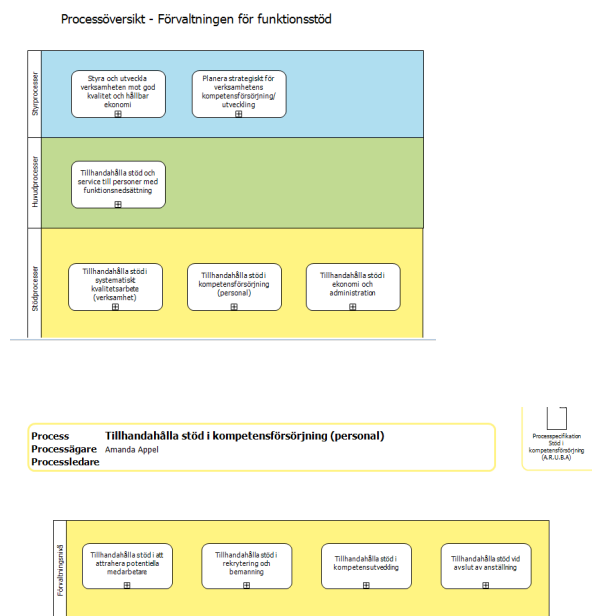 Processöversikt - Förvaltningen för funktionsstöd
Styrprocesser
Styra och utveckla
verksamheten mot god
kvalitet och hållbar
ekonomi
Planera strategiskt för
verksamhetens
kompetensförsörjning/
utveckling
Huvudprocesser
Tillhandahålla stöd och
service till personer med
funktionsnedsättning
Stödprocesser
Tillhandahålla stöd i
systematiskt
kvalitetsarbete
(verksamhet)
Tillhandahålla stöd i
kompetensförsörjning
(personal)
Tillhandahålla stöd i
ekonomi och
administration
Process Tillhandahålla stöd i kompetensförsörjning (personal)
Processägare Amanda Appel
Processledare
Processpecifikation
Stöd i
kompetensförsörjning
(A.R.U.B.A)
Förvaltningsnivå
Tillhandahålla stöd i att
attrahera potentiella
medarbetare
Tillhandahålla stöd i
rekrytering och
bemanning
Tillhandahålla stöd i
kompetensutveckling
Tillhandahålla stöd vid
avslut av anställning